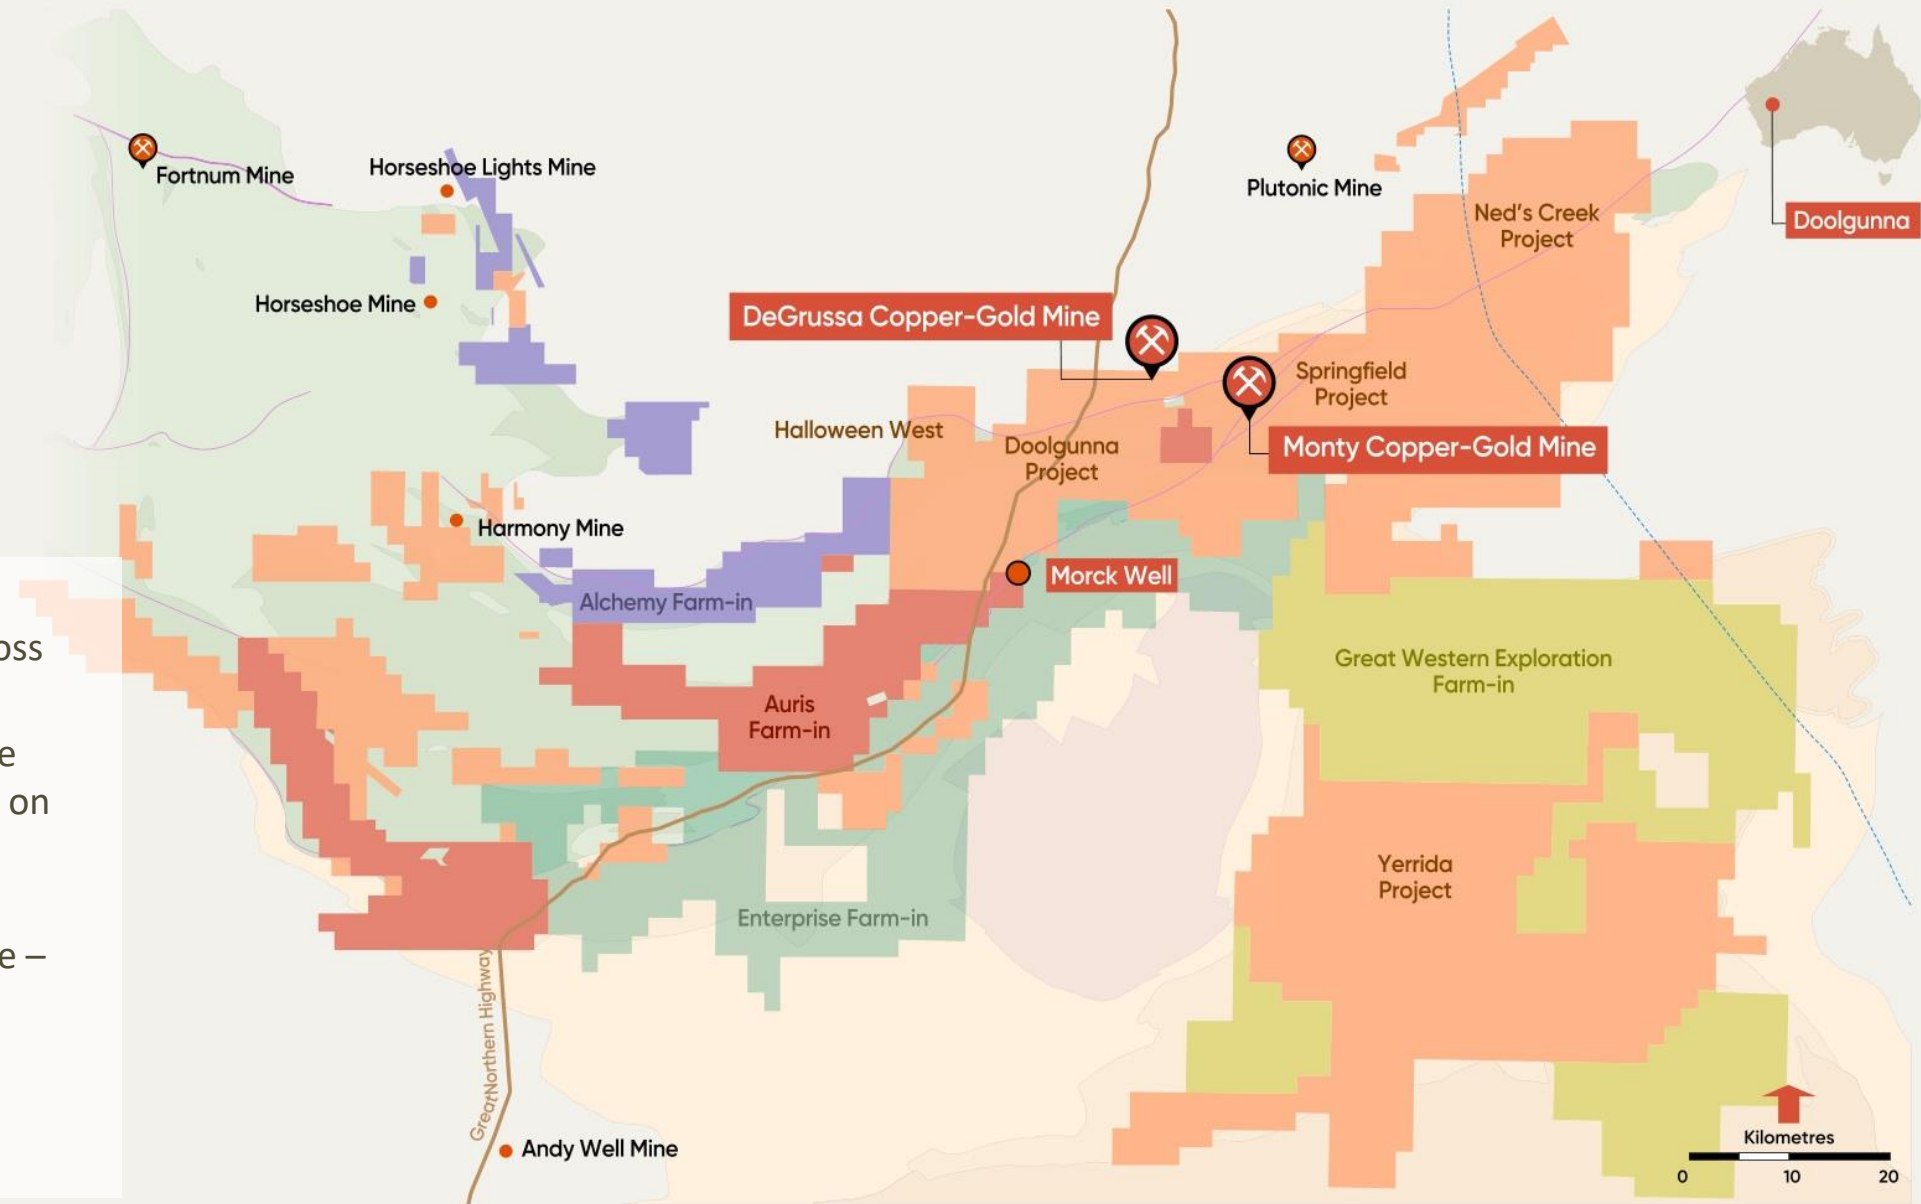 Fortnum Mine
Horseshoe Lights Mine
Plutonic Mine
Ned's Creek
Project
Doolgunna
Horseshoe Mine
DeGrussa Copper-Gold Mine
Springfield
Project
Halloween West
Doolgunna
Project
Monty Copper-Gold Mine
Harmony Mine
Morck Well
Alchemy Farm-in
oss
Great Western Exploration
Farm-in
Auris
Farm-in
e
on
Yerrida
Project
Enterprise Farm-in
e –
Great Northern Highway
Andy Well Mine
Kilometres
0 10 20